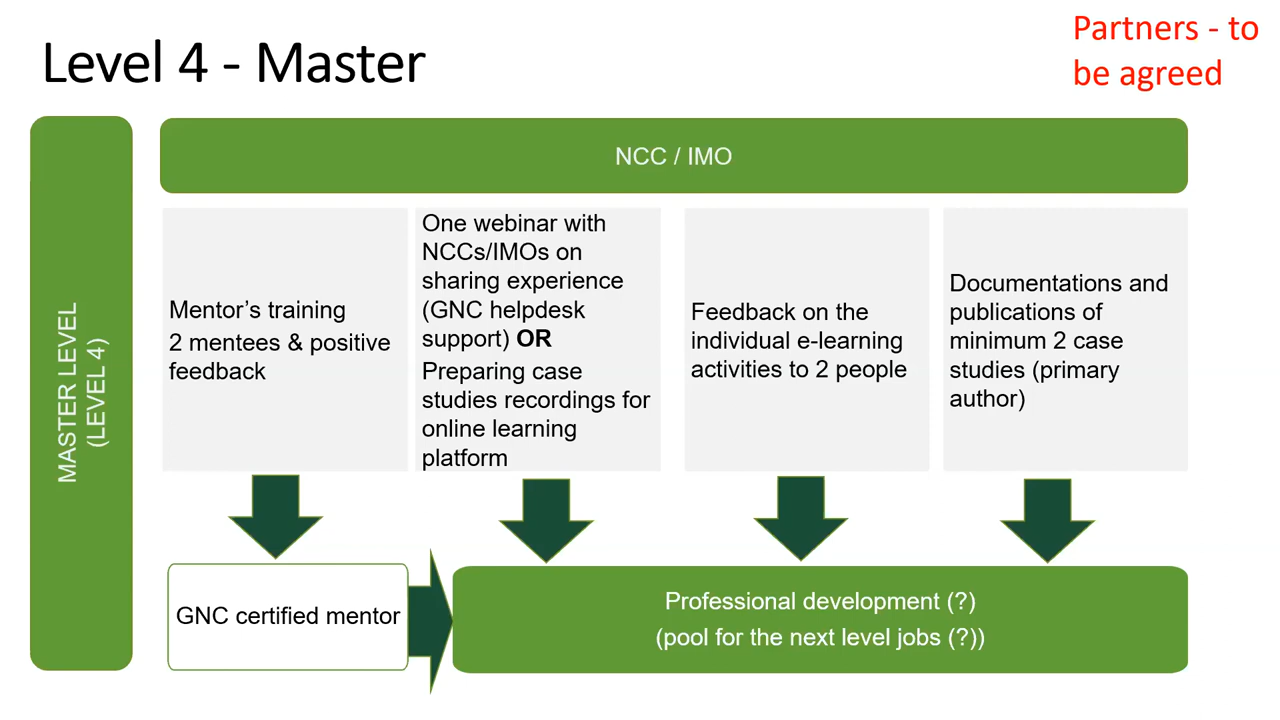 Level 4 - Master
Partners - to
be agreed
MASTER LEVEL
(LEVEL 4)
NCC / IMO
Mentor’s training
2 mentees & positive
feedback
One webinar with
NCCs/IMOs on
sharing experience
(GNC helpdesk
support) OR
Preparing case
studies recordings for
online learning
platform
Feedback on the
individual e-learning
activities to 2 people
Documentations and
publications of
minimum 2 case
studies (primary
author)
GNC certified mentor
Professional development (?)
(pool for the next level jobs (?))